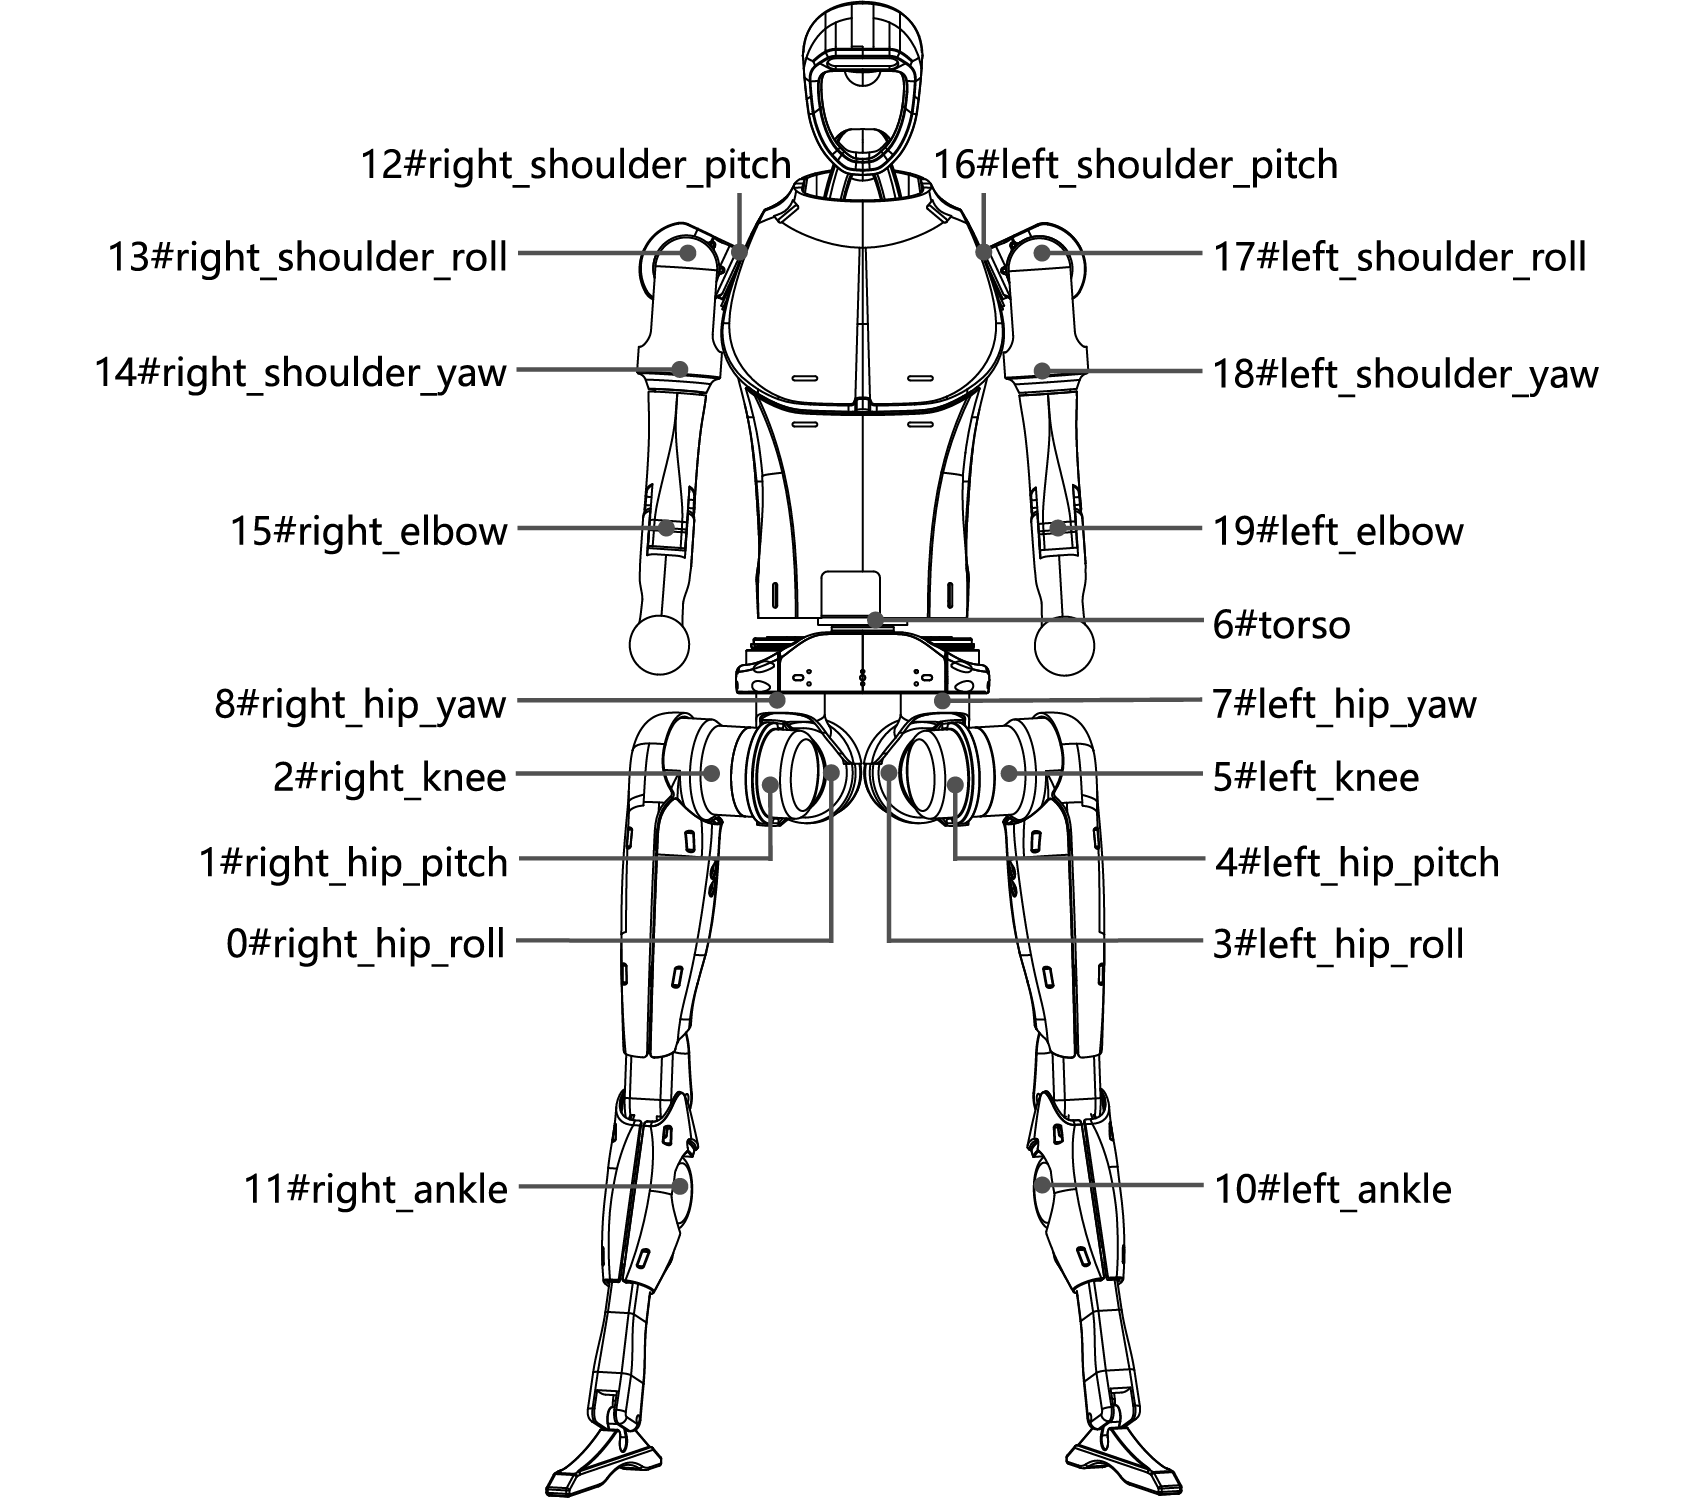 12#right_shoulder_pitch
16#left_shoulder_pitch
13#right_shoulder_roll
17#left_shoulder_roll
14#right_shoulder_yaw
18#left_shoulder_yaw
15#right_elbow
19#left_elbow
6#torso
8#right_hip_yaw
7#left_hip_yaw
2#right_knee
5#left_knee
1#right_hip_pitch
4#left_hip_pitch
0#right_hip_roll
3#left_hip_roll
11#right_ankle
10#left_ankle